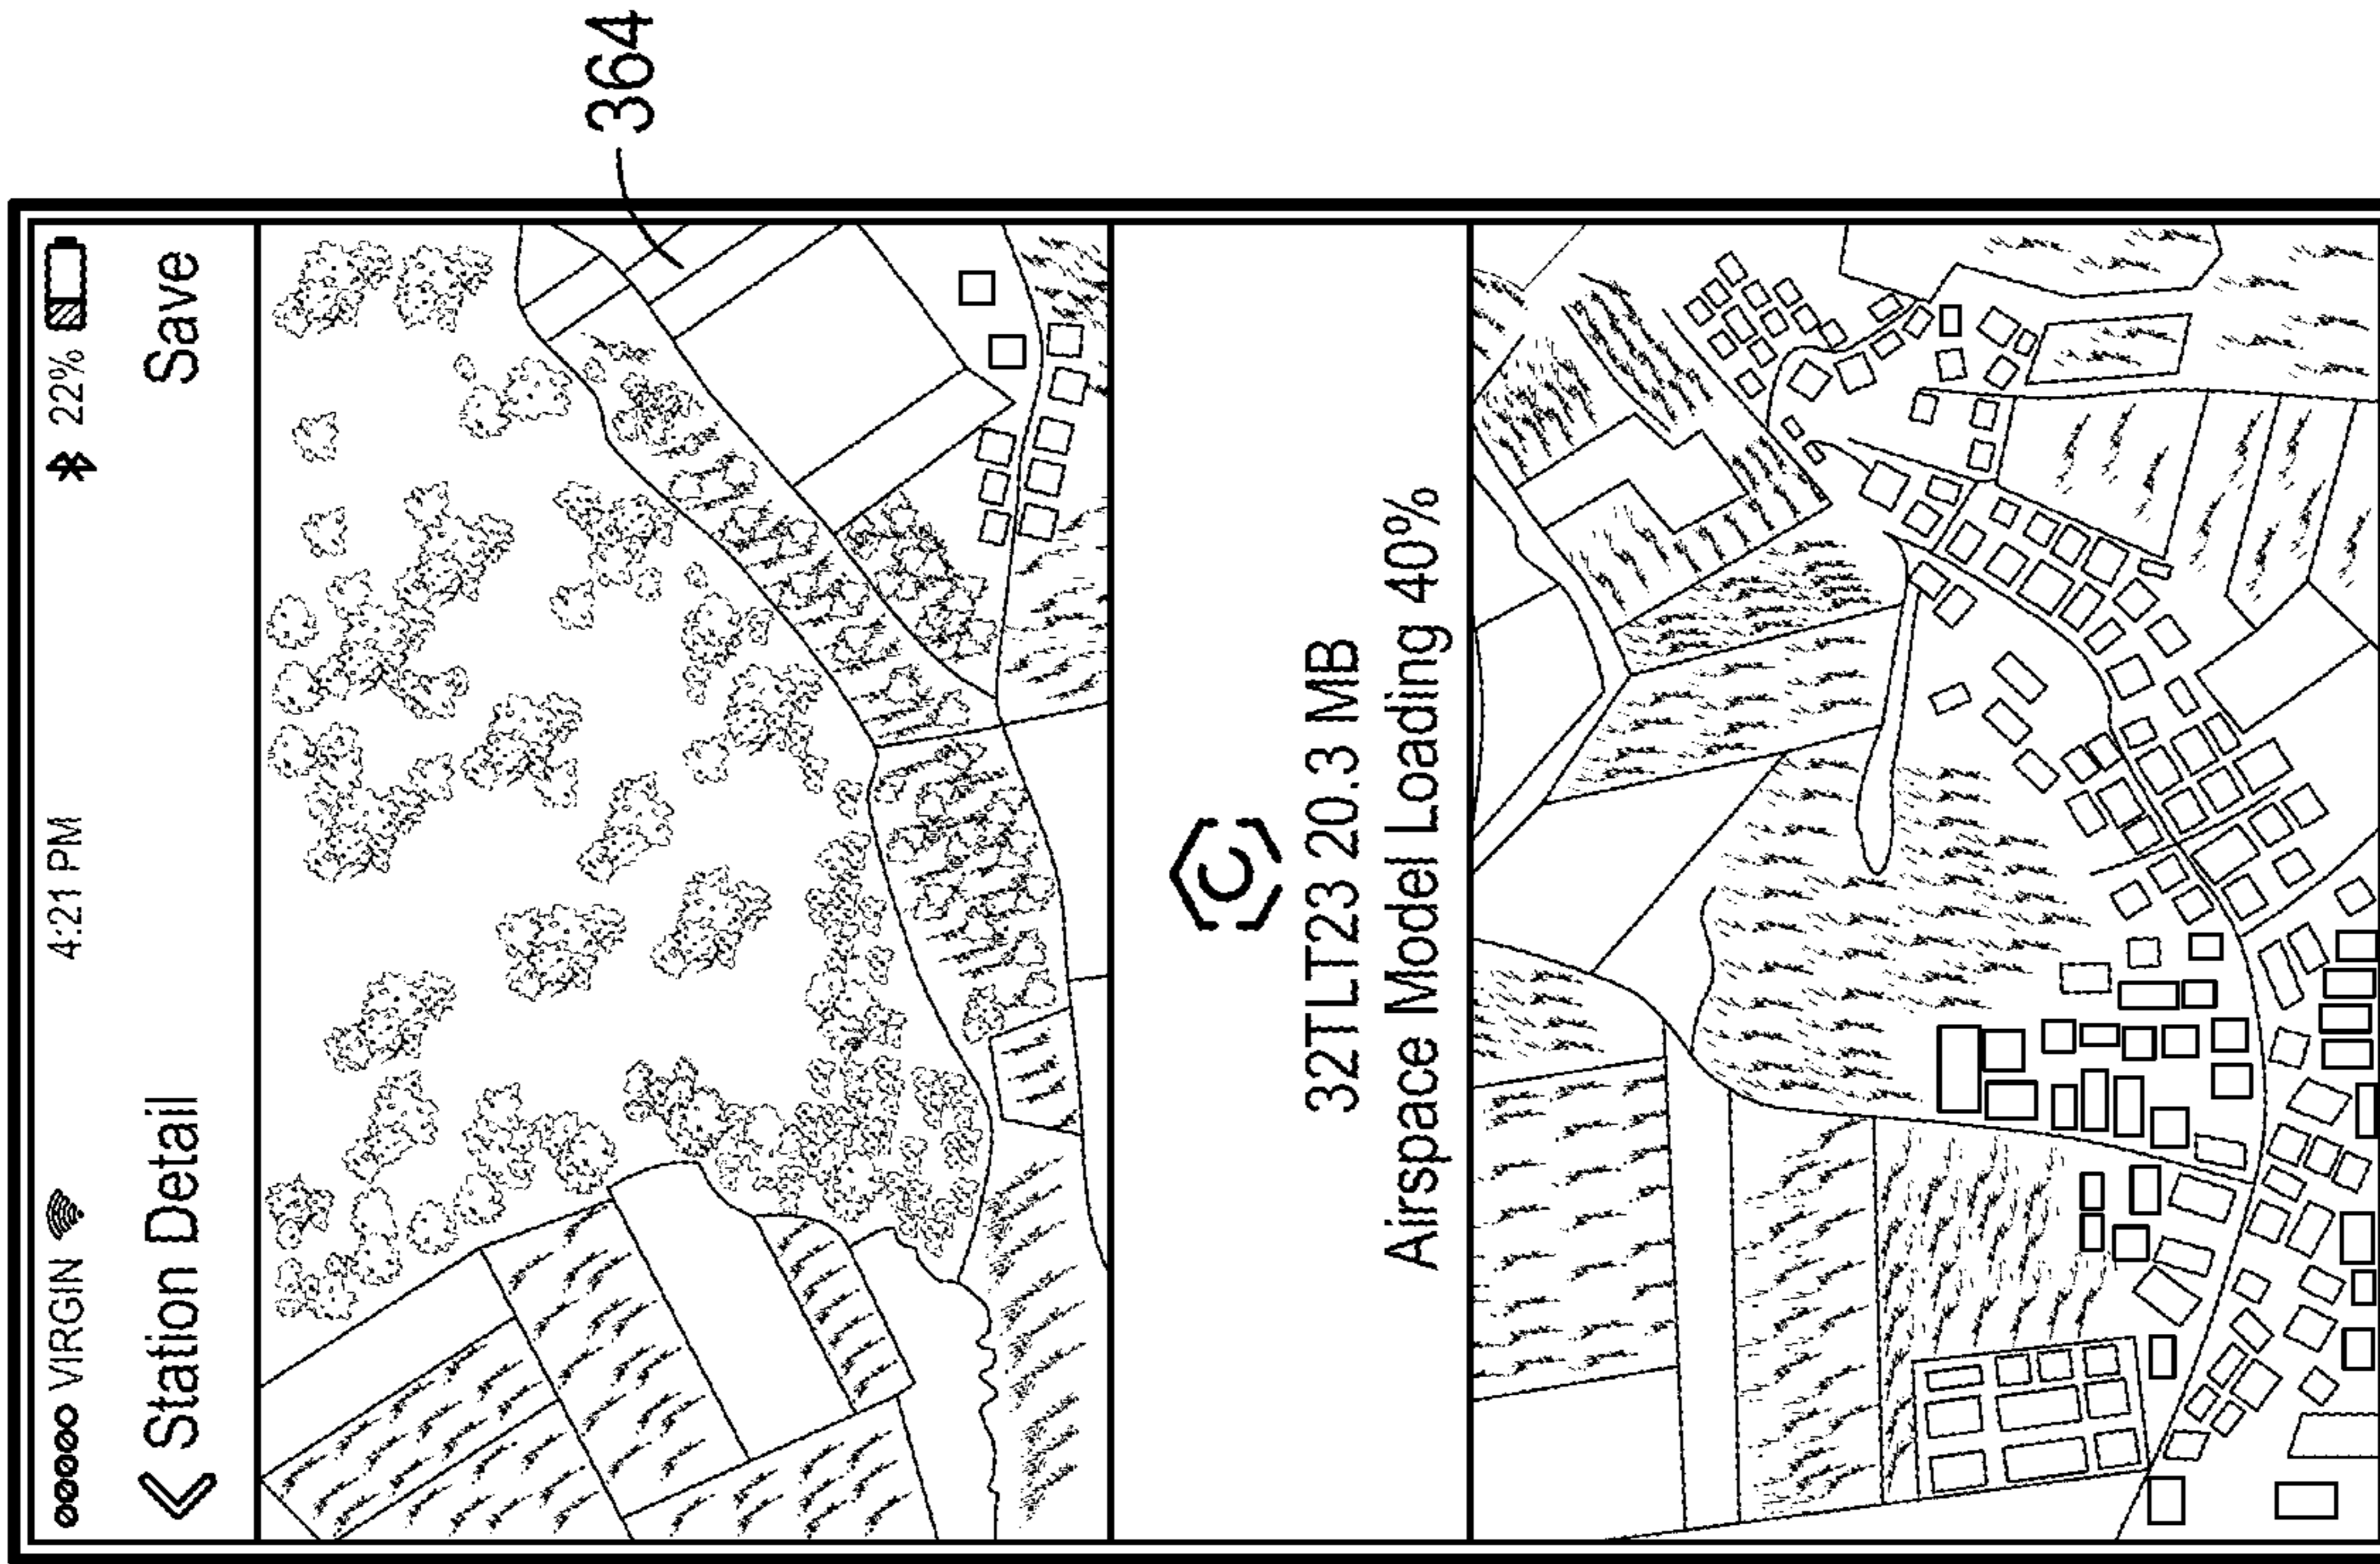 VIRGIN 4:21 PM 22%
Station Detail Save
364
32TLT23 20.3 MB
Airspace Model Loading 40%